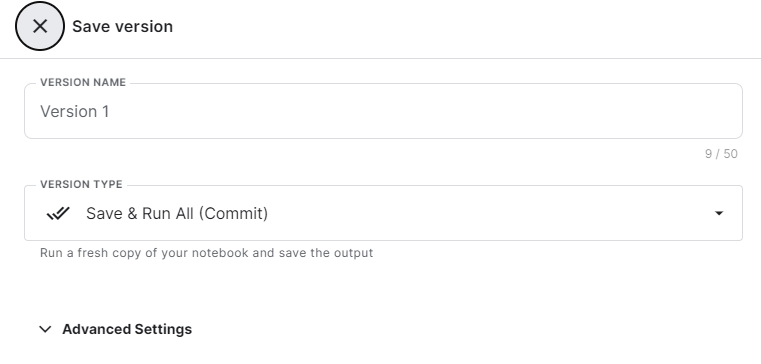 Save version
VERSION NAME
Version 1
9 / 50
VERSION TYPE
Save & Run All (Commit)
Run a fresh copy of your notebook and save the output
Advanced Settings